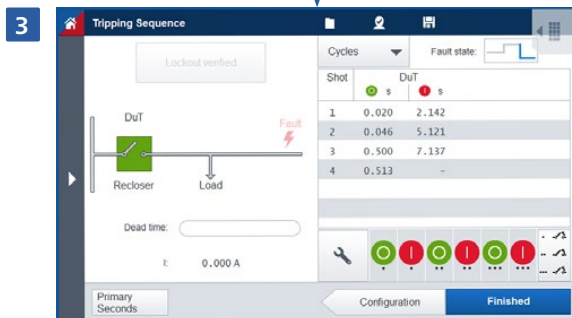 3
Tripping Sequence
Lockout verified
Cycles
Fault state:
Shot
DuT
s
s
1 0.020 2.142
2 0.046 5.121
3 0.500 7.137
4 0.513 -
DuT
Fault
Recloser
Load
Dead time:
I: 0.000 A
Primary
Seconds
Configuration
Finished